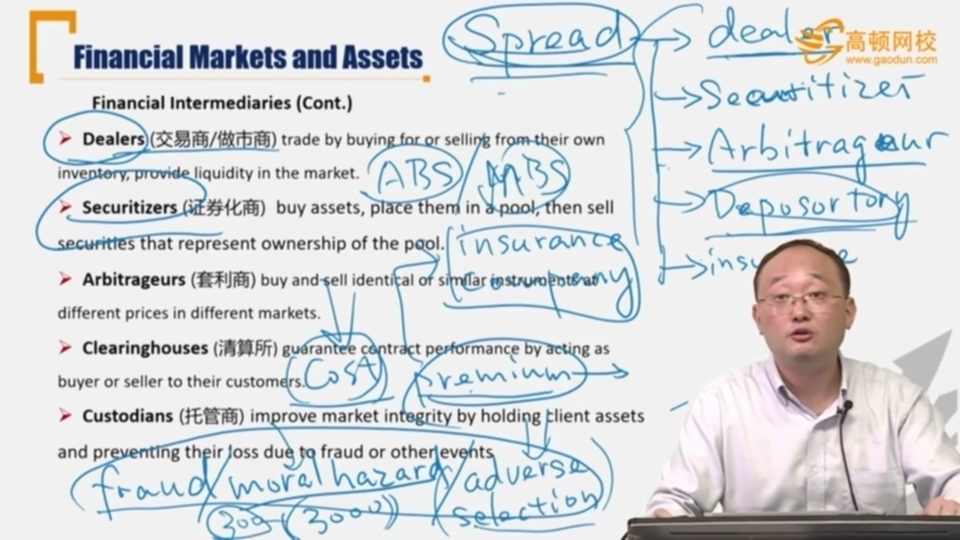 Financial Markets and Assets
Spread
dealer
高顿网校
www.gaodun.com
Securitizer
Arbitrageur
Depository
Financial Intermediaries (Cont.)
Dealers (交易商/做市商) trade by buying for or selling from their own
inventory, provide liquidity in the market.
ABS/MBS
Securitizers (证券化商) buy assets, place them in a pool, then sell
securities that represent ownership of the pool.
insurance
company
Arbitrageurs (套利商) buy and sell identical or similar instruments at
different prices in different markets.
Clearinghouses (清算所) guarantee contract performance by acting as
buyer or seller to their customers.
premium
Custodians (托管商) improve market integrity by holding client assets
and preventing their loss due to fraud or other events
fraud/moral hazard/adverse
selection